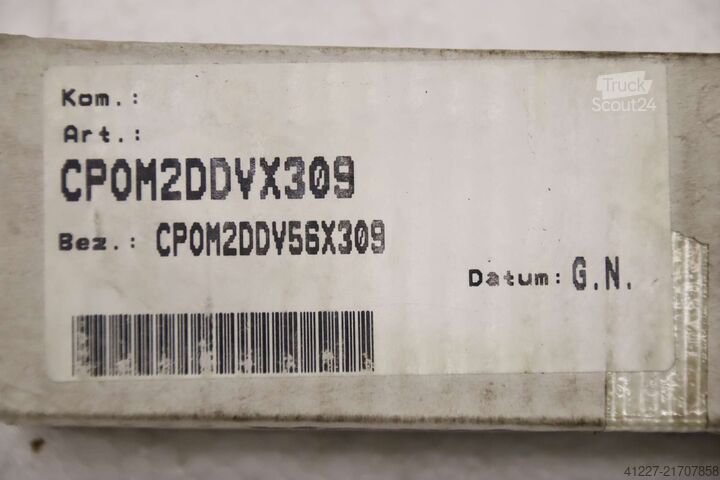 Kom.:
Art.:
CPOM2DDVX309
Bez.: CPOM2DDV56X309
Datum: G.N.
Truck
Scout24
41227-21707858